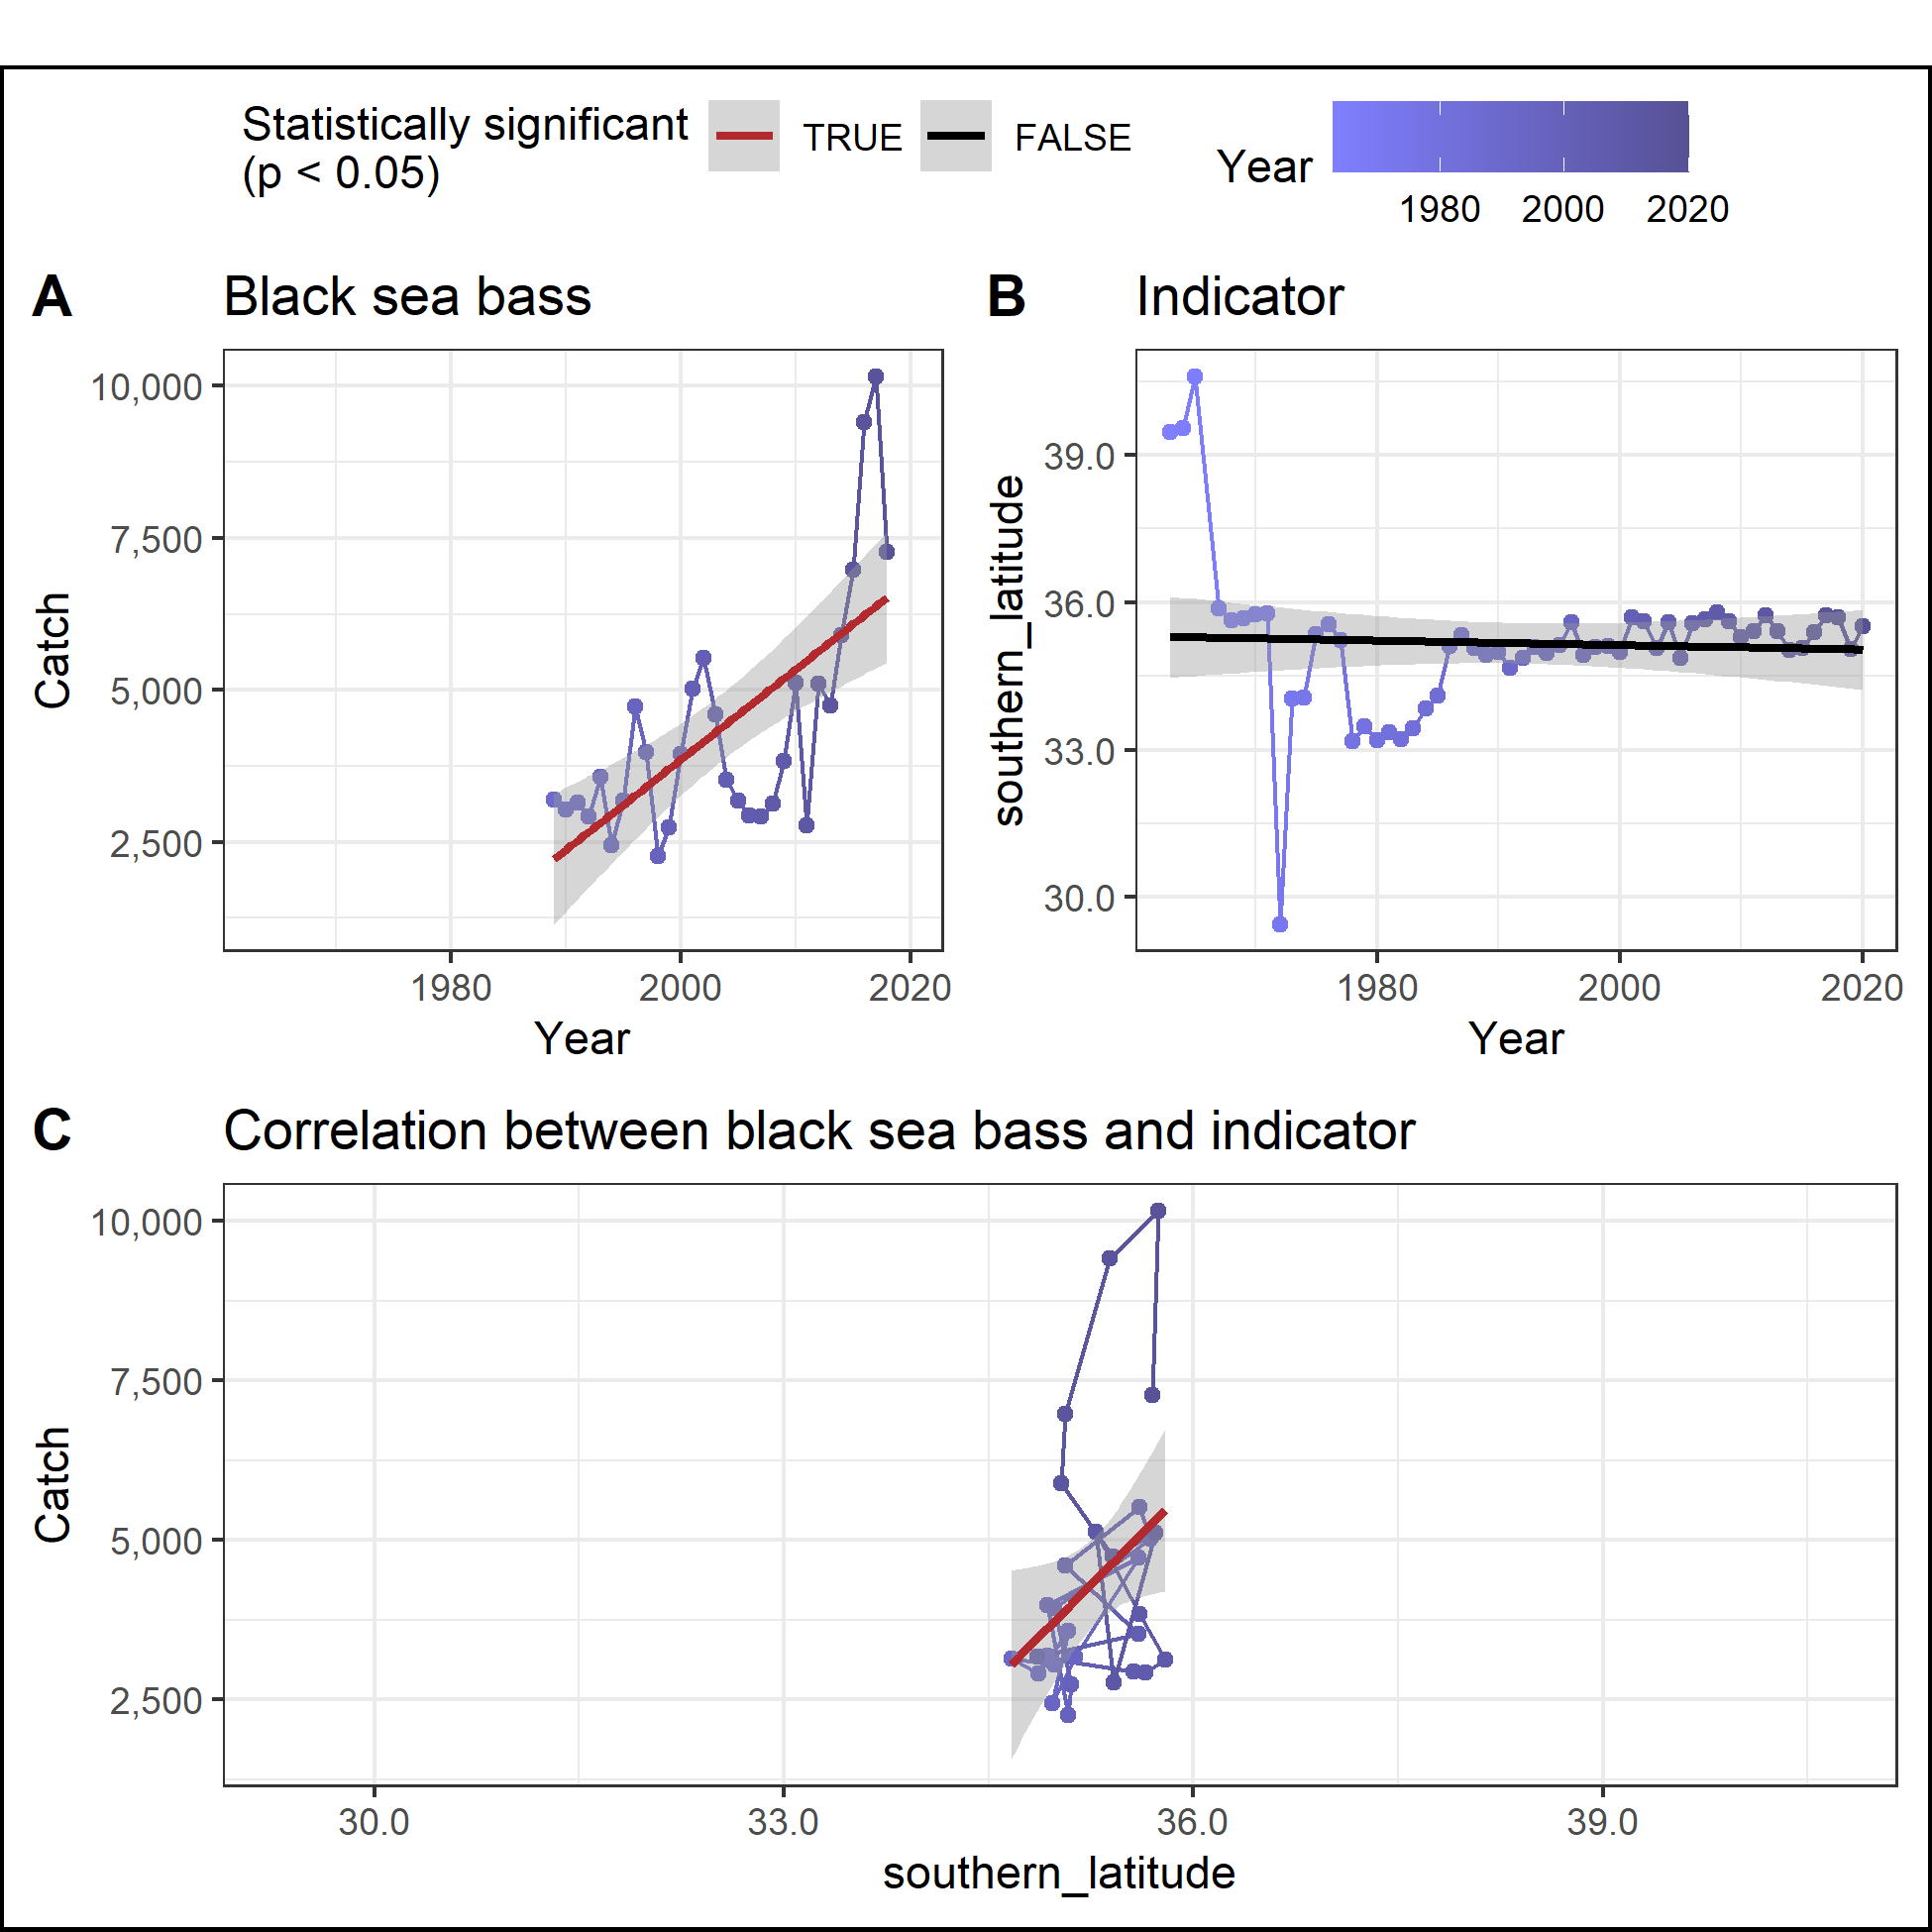 Statistically significant
(p < 0.05)
TRUE
FALSE
Year
1980
2000
2020
A
Black sea bass
10,000
7,500
5,000
2,500
Catch
1980
2000
2020
Year
B
Indicator
39.0
36.0
33.0
30.0
southern_latitude
1980
2000
2020
Year
C
Correlation between black sea bass and indicator
10,000
7,500
5,000
2,500
Catch
30.0
33.0
36.0
39.0
southern_latitude